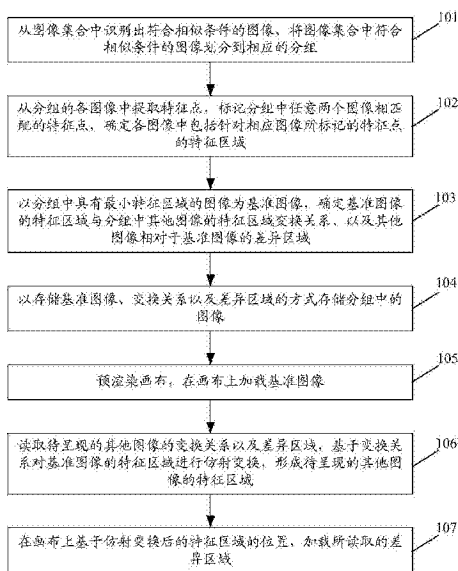 101
从图像集合中识别出符合相似条件的图像、将图像集合中符合
相似条件的图像划分到相应的分组
102
从分组的各图像中提取特征点，标记分组中任意两个图像相匹
配的特征点，确定各图像中包括针对相应图像所标记的特征点
的特征区域
103
以分组中具有最小特征区域的图像为基准图像，确定基准图像
的特征区域与分组中其他图像的特征区域变换关系、以及其他
图像相对于基准图像的差异区域
104
以存储基准图像、变换关系以及差异区域的方式存储分组中的
图像
105
预渲染画布，在画布上加载基准图像
106
读取待呈现的其他图像的变换关系以及差异区域，基于变换关
系对基准图像的特征区域进行仿射变换，形成待呈现的其他图
像的特征区域
107
在画布上基于仿射变换后的特征区域的位置、加载所读取的差
异区域